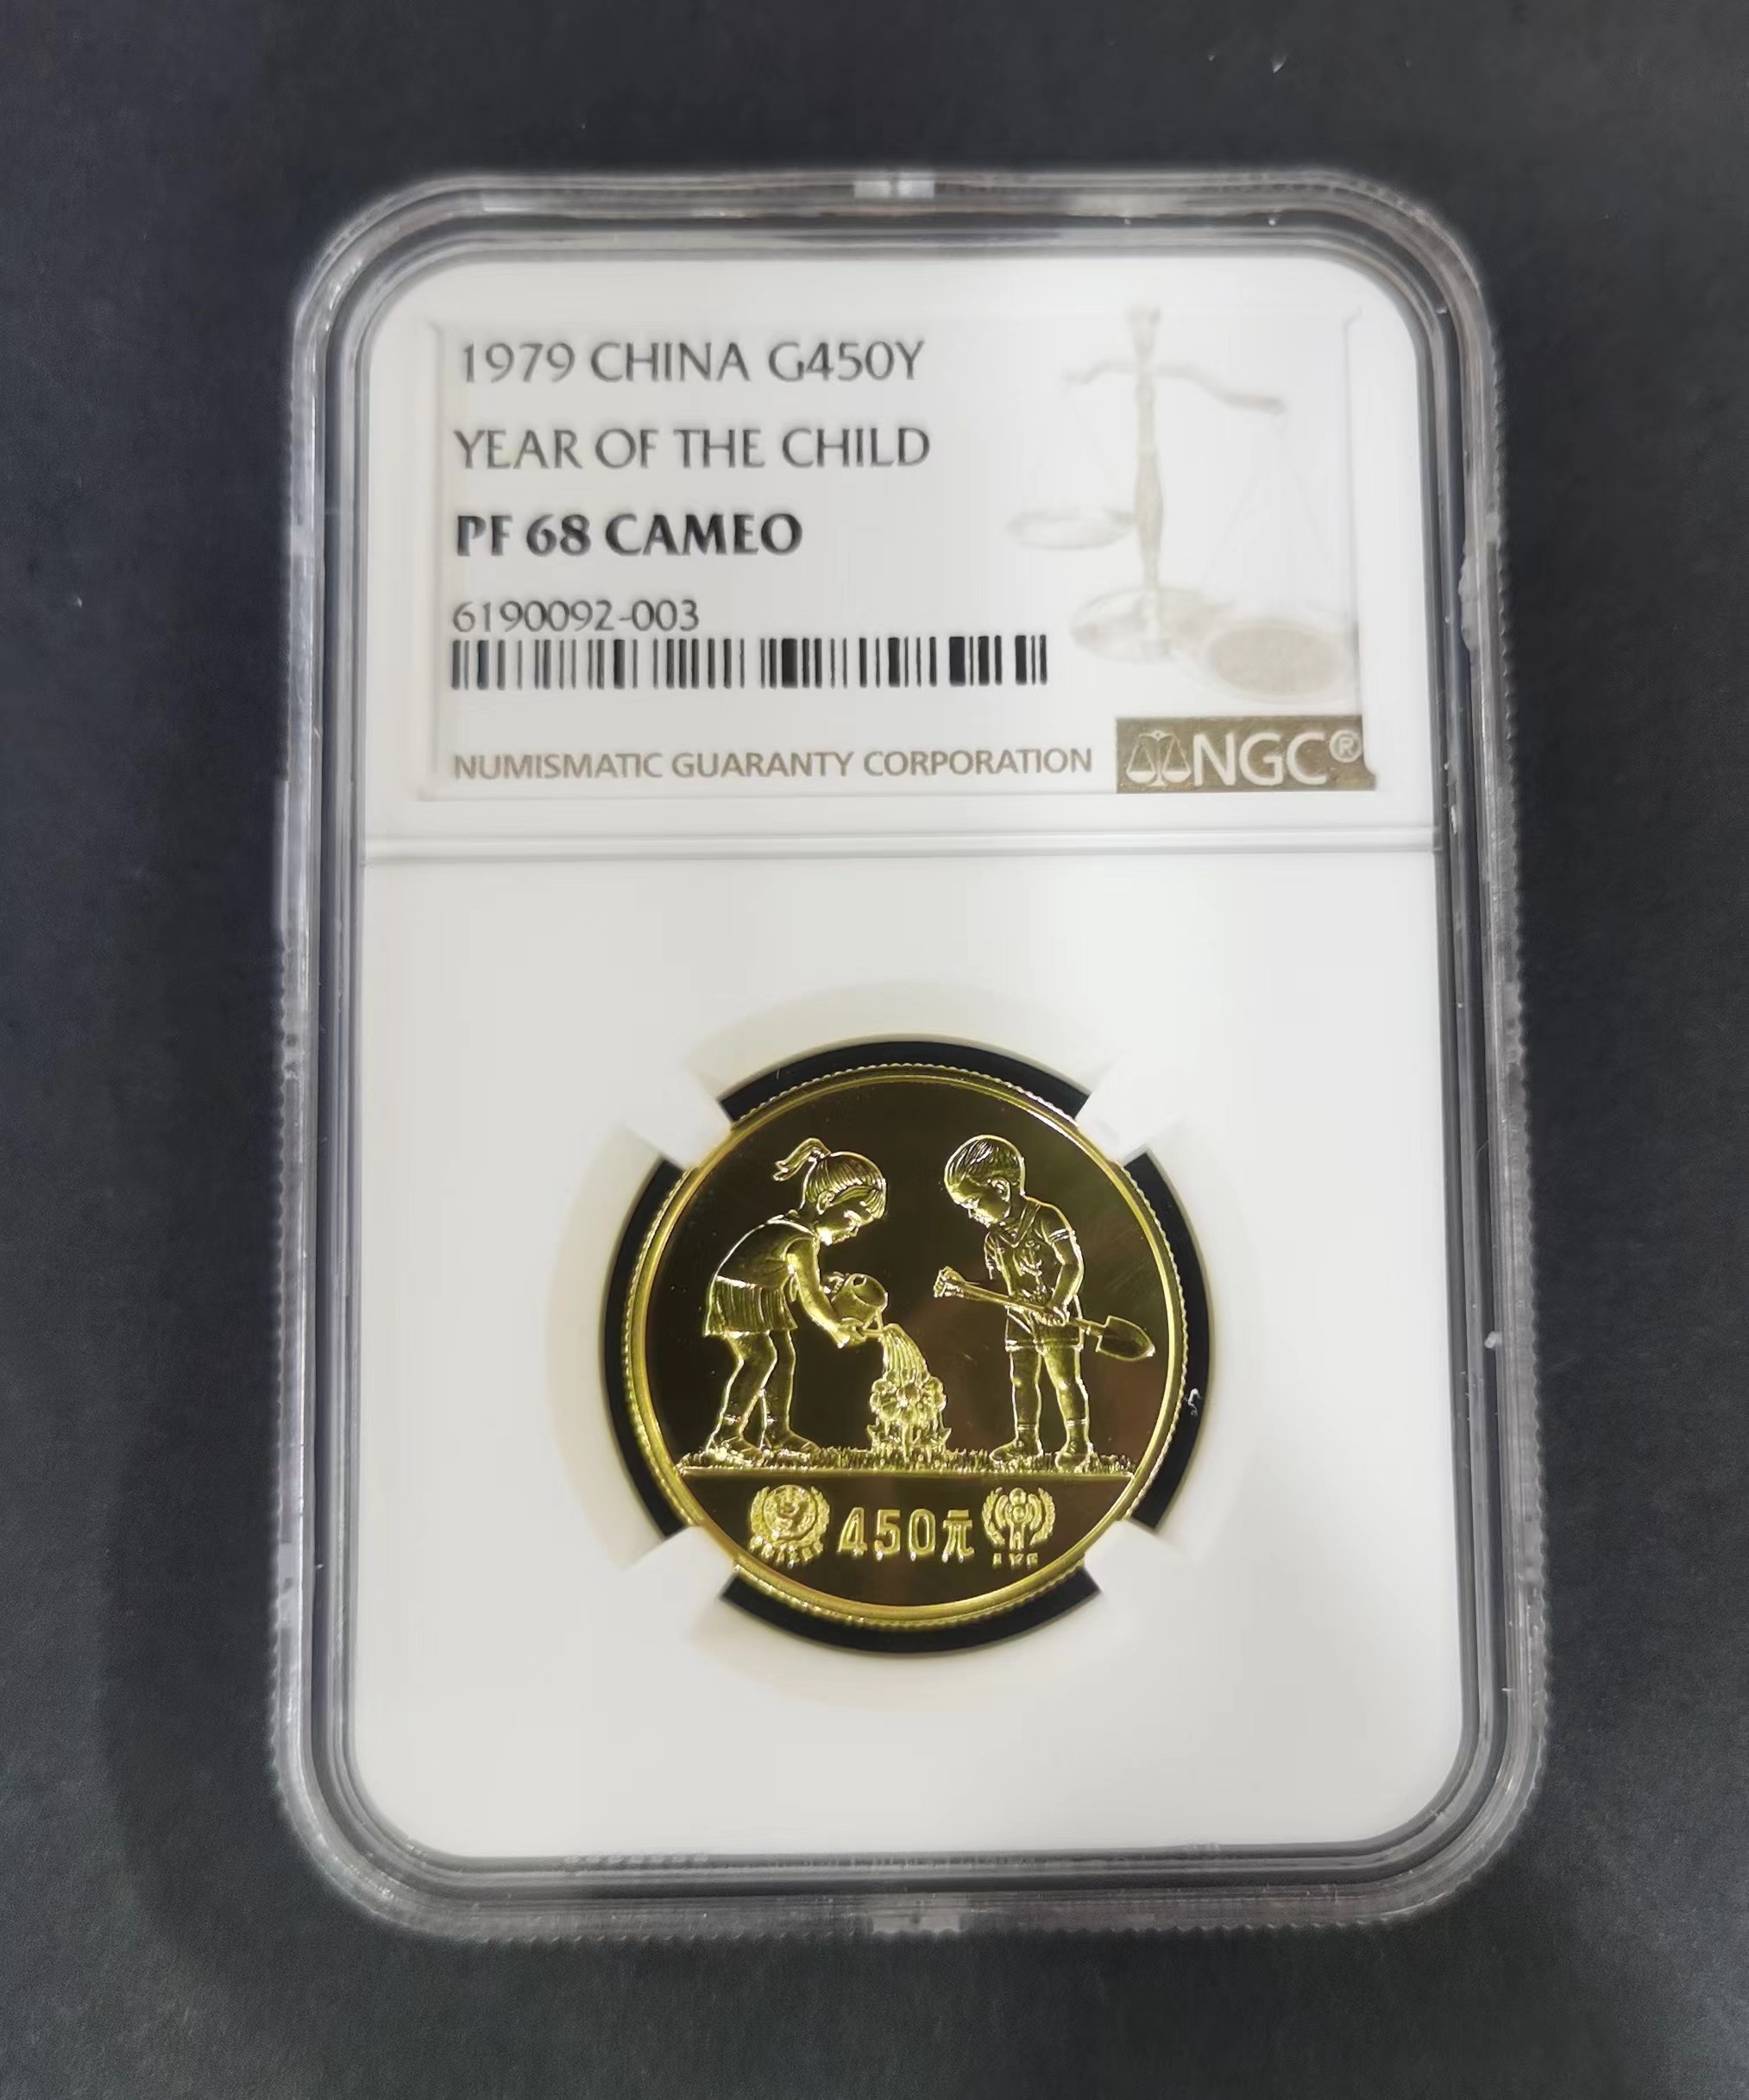 1979 CHINA G450Y
YEAR OF THE CHILD
PF 68 CAMEO
6190092-003
NUMISMATIC GUARANTY CORPORATION NGC®
450元